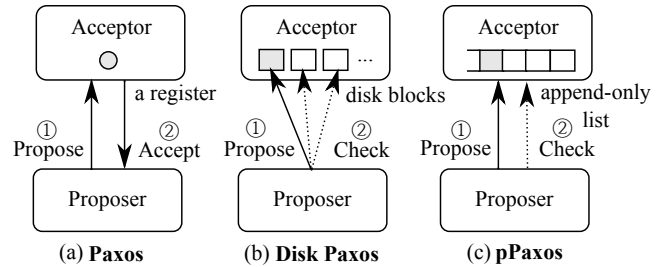 Acceptor
a register
① Propose
② Accept
Proposer
(a) Paxos
Acceptor
...
disk blocks
① Propose
② Check
Proposer
(b) Disk Paxos
Acceptor
append-only
list
① Propose
② Check
Proposer
(c) pPaxos